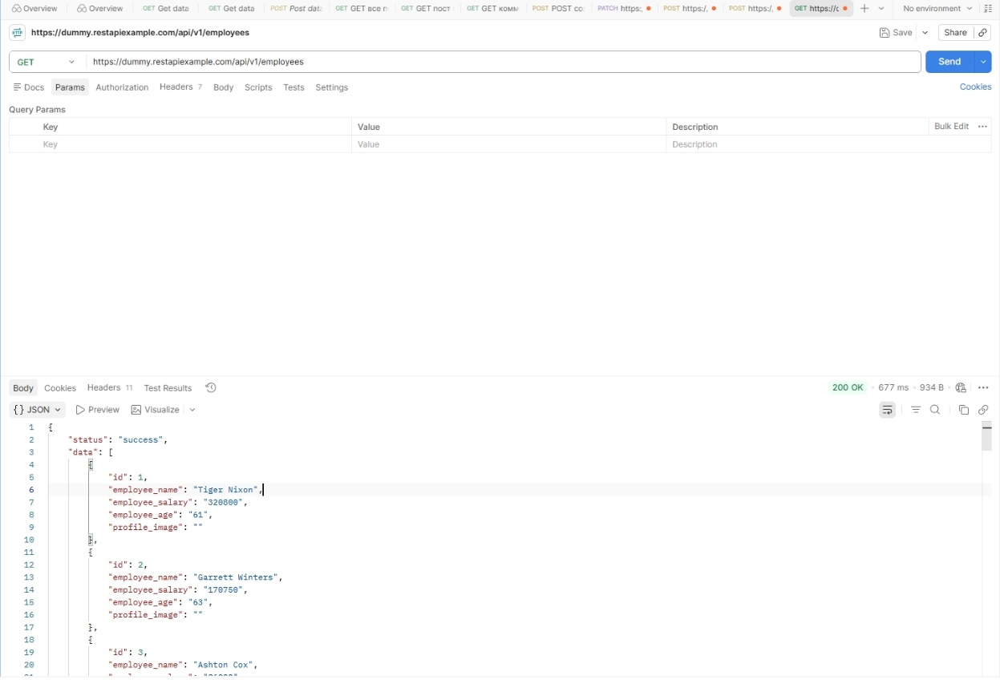 Overview Overview GET Get data GET Get data POST Post dat GET GET все GET GET пост GET GET комм POST POST co PATCH https: POST https:/ POST https:/ GET https:// No environment
https://dummy.restapiexample.com/api/v1/employees Save Share
GET https://dummy.restapiexample.com/api/v1/employees Send
Docs Params Authorization Headers 7 Body Scripts Tests Settings Cookies
Query Params
Key Value Description Bulk Edit
Key Value Description
Body Cookies Headers 11 Test Results 200 OK 677 ms 934 B
{} JSON Preview Visualize
1 {
2 "status": "success",
3 "data": [
4 {
5 "id": 1,
6 "employee_name": "Tiger Nixon",
7 "employee_salary": "320800",
8 "employee_age": "61",
9 "profile_image": ""
10 },
11 {
12 "id": 2,
13 "employee_name": "Garrett Winters",
14 "employee_salary": "170750",
15 "employee_age": "63",
16 "profile_image": ""
17 },
18 {
19 "id": 3,
20 "employee_name": "Ashton Cox",